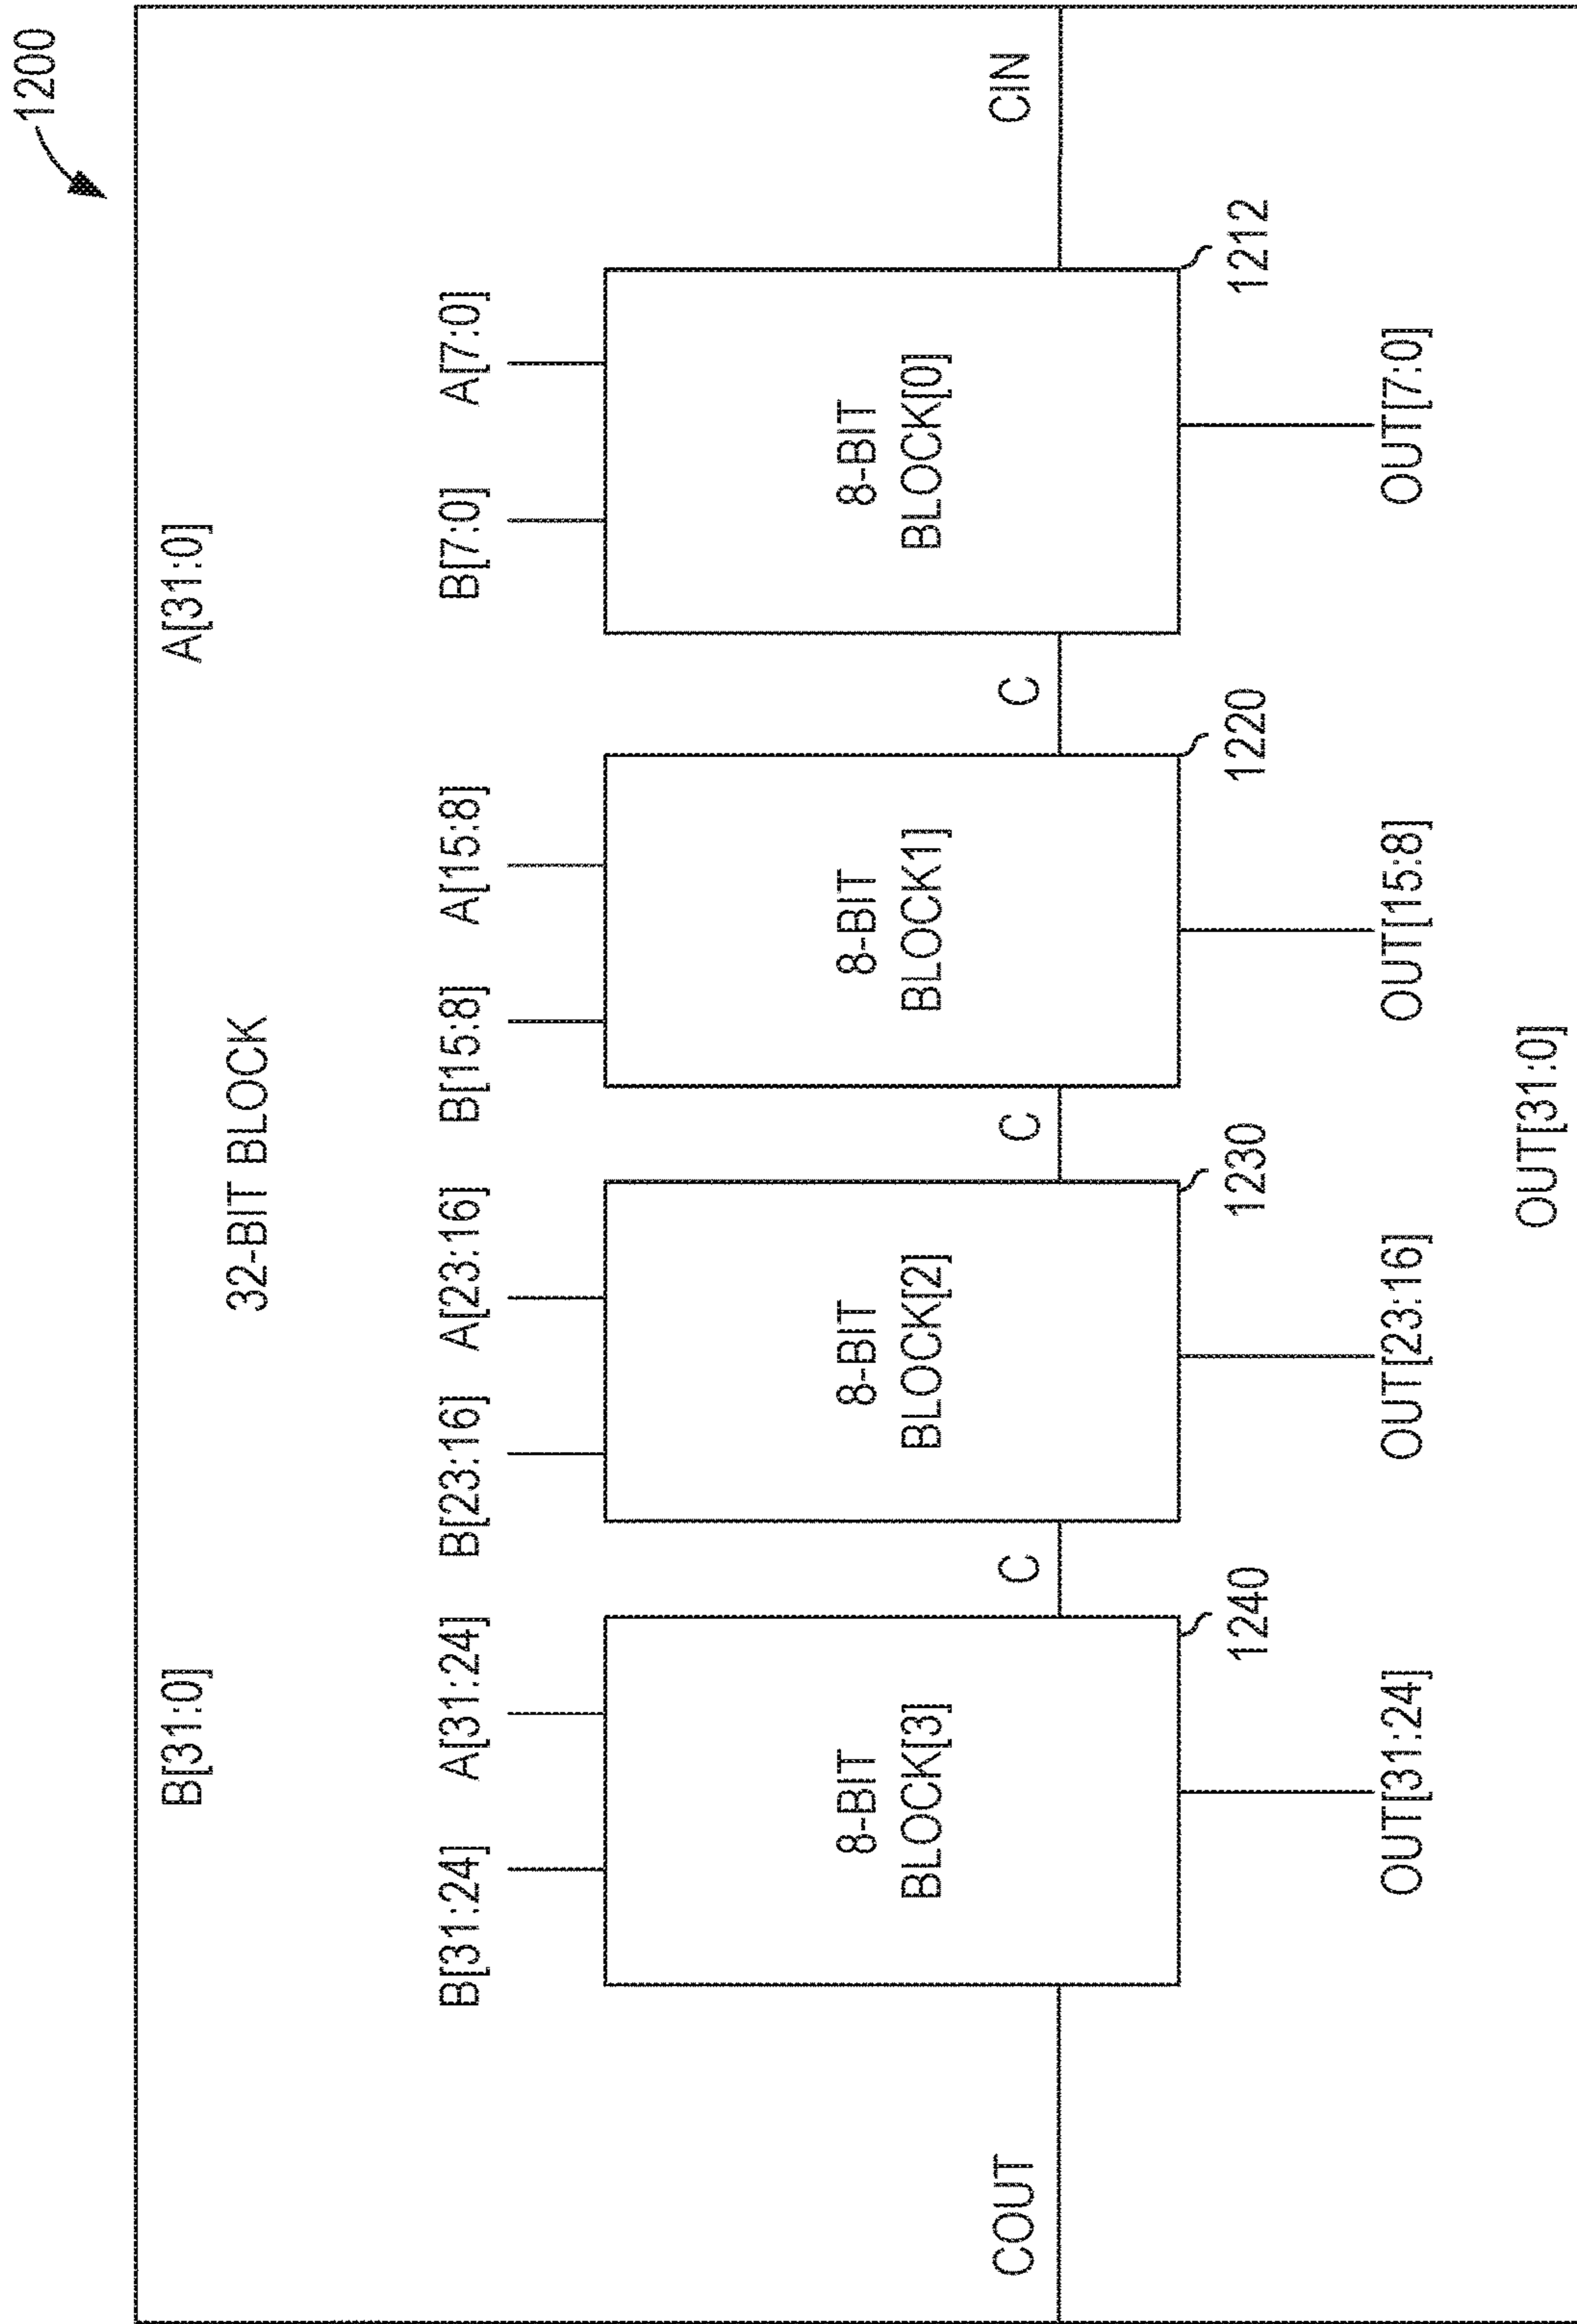 1200
B[31:0] A[31:0]
32-BIT BLOCK
B[31:24] A[31:24] B[23:16] A[23:16] B[15:8] A[15:8] B[7:0] A[7:0]
8-BIT
BLOCK[3]
8-BIT
BLOCK[2]
8-BIT
BLOCK1]
8-BIT
BLOCK[0]
COUT C C C CIN
1240 1230 1220 1212
OUT[31:24] OUT[23:16] OUT[15:8] OUT[7:0]
OUT[31:0]